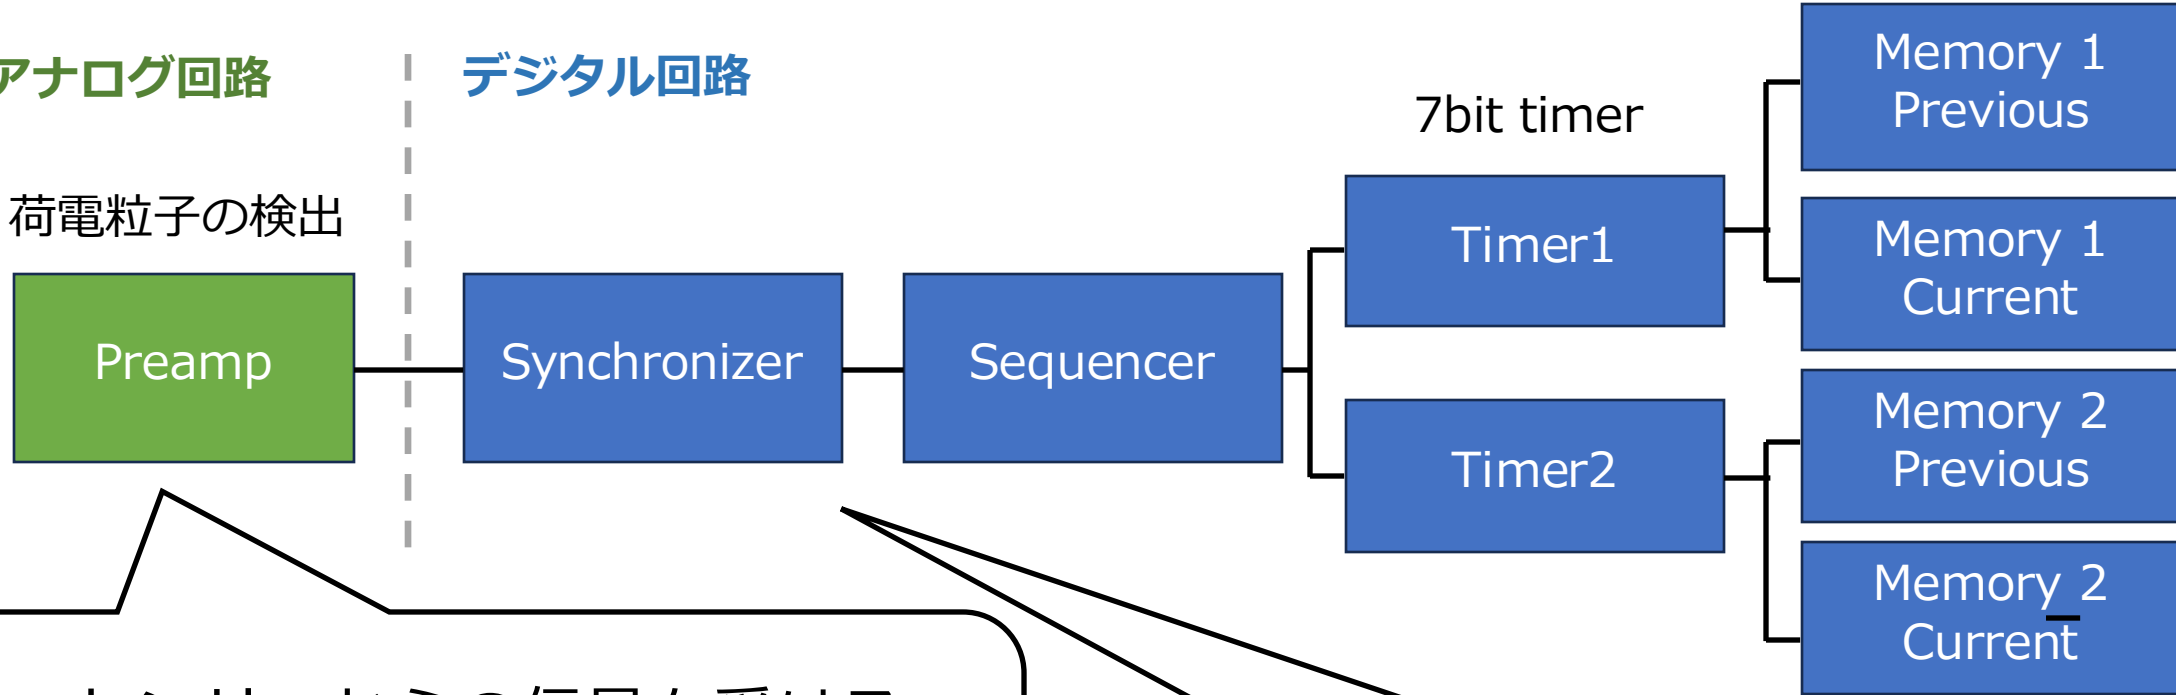 アナログ回路
デジタル回路
7bit timer
荷電粒子の検出
Preamp
Synchronizer
Sequencer
Timer1
Timer2
Memory 1
Previous
Memory 1
Current
Memory 2
Previous
Memory 2
Current